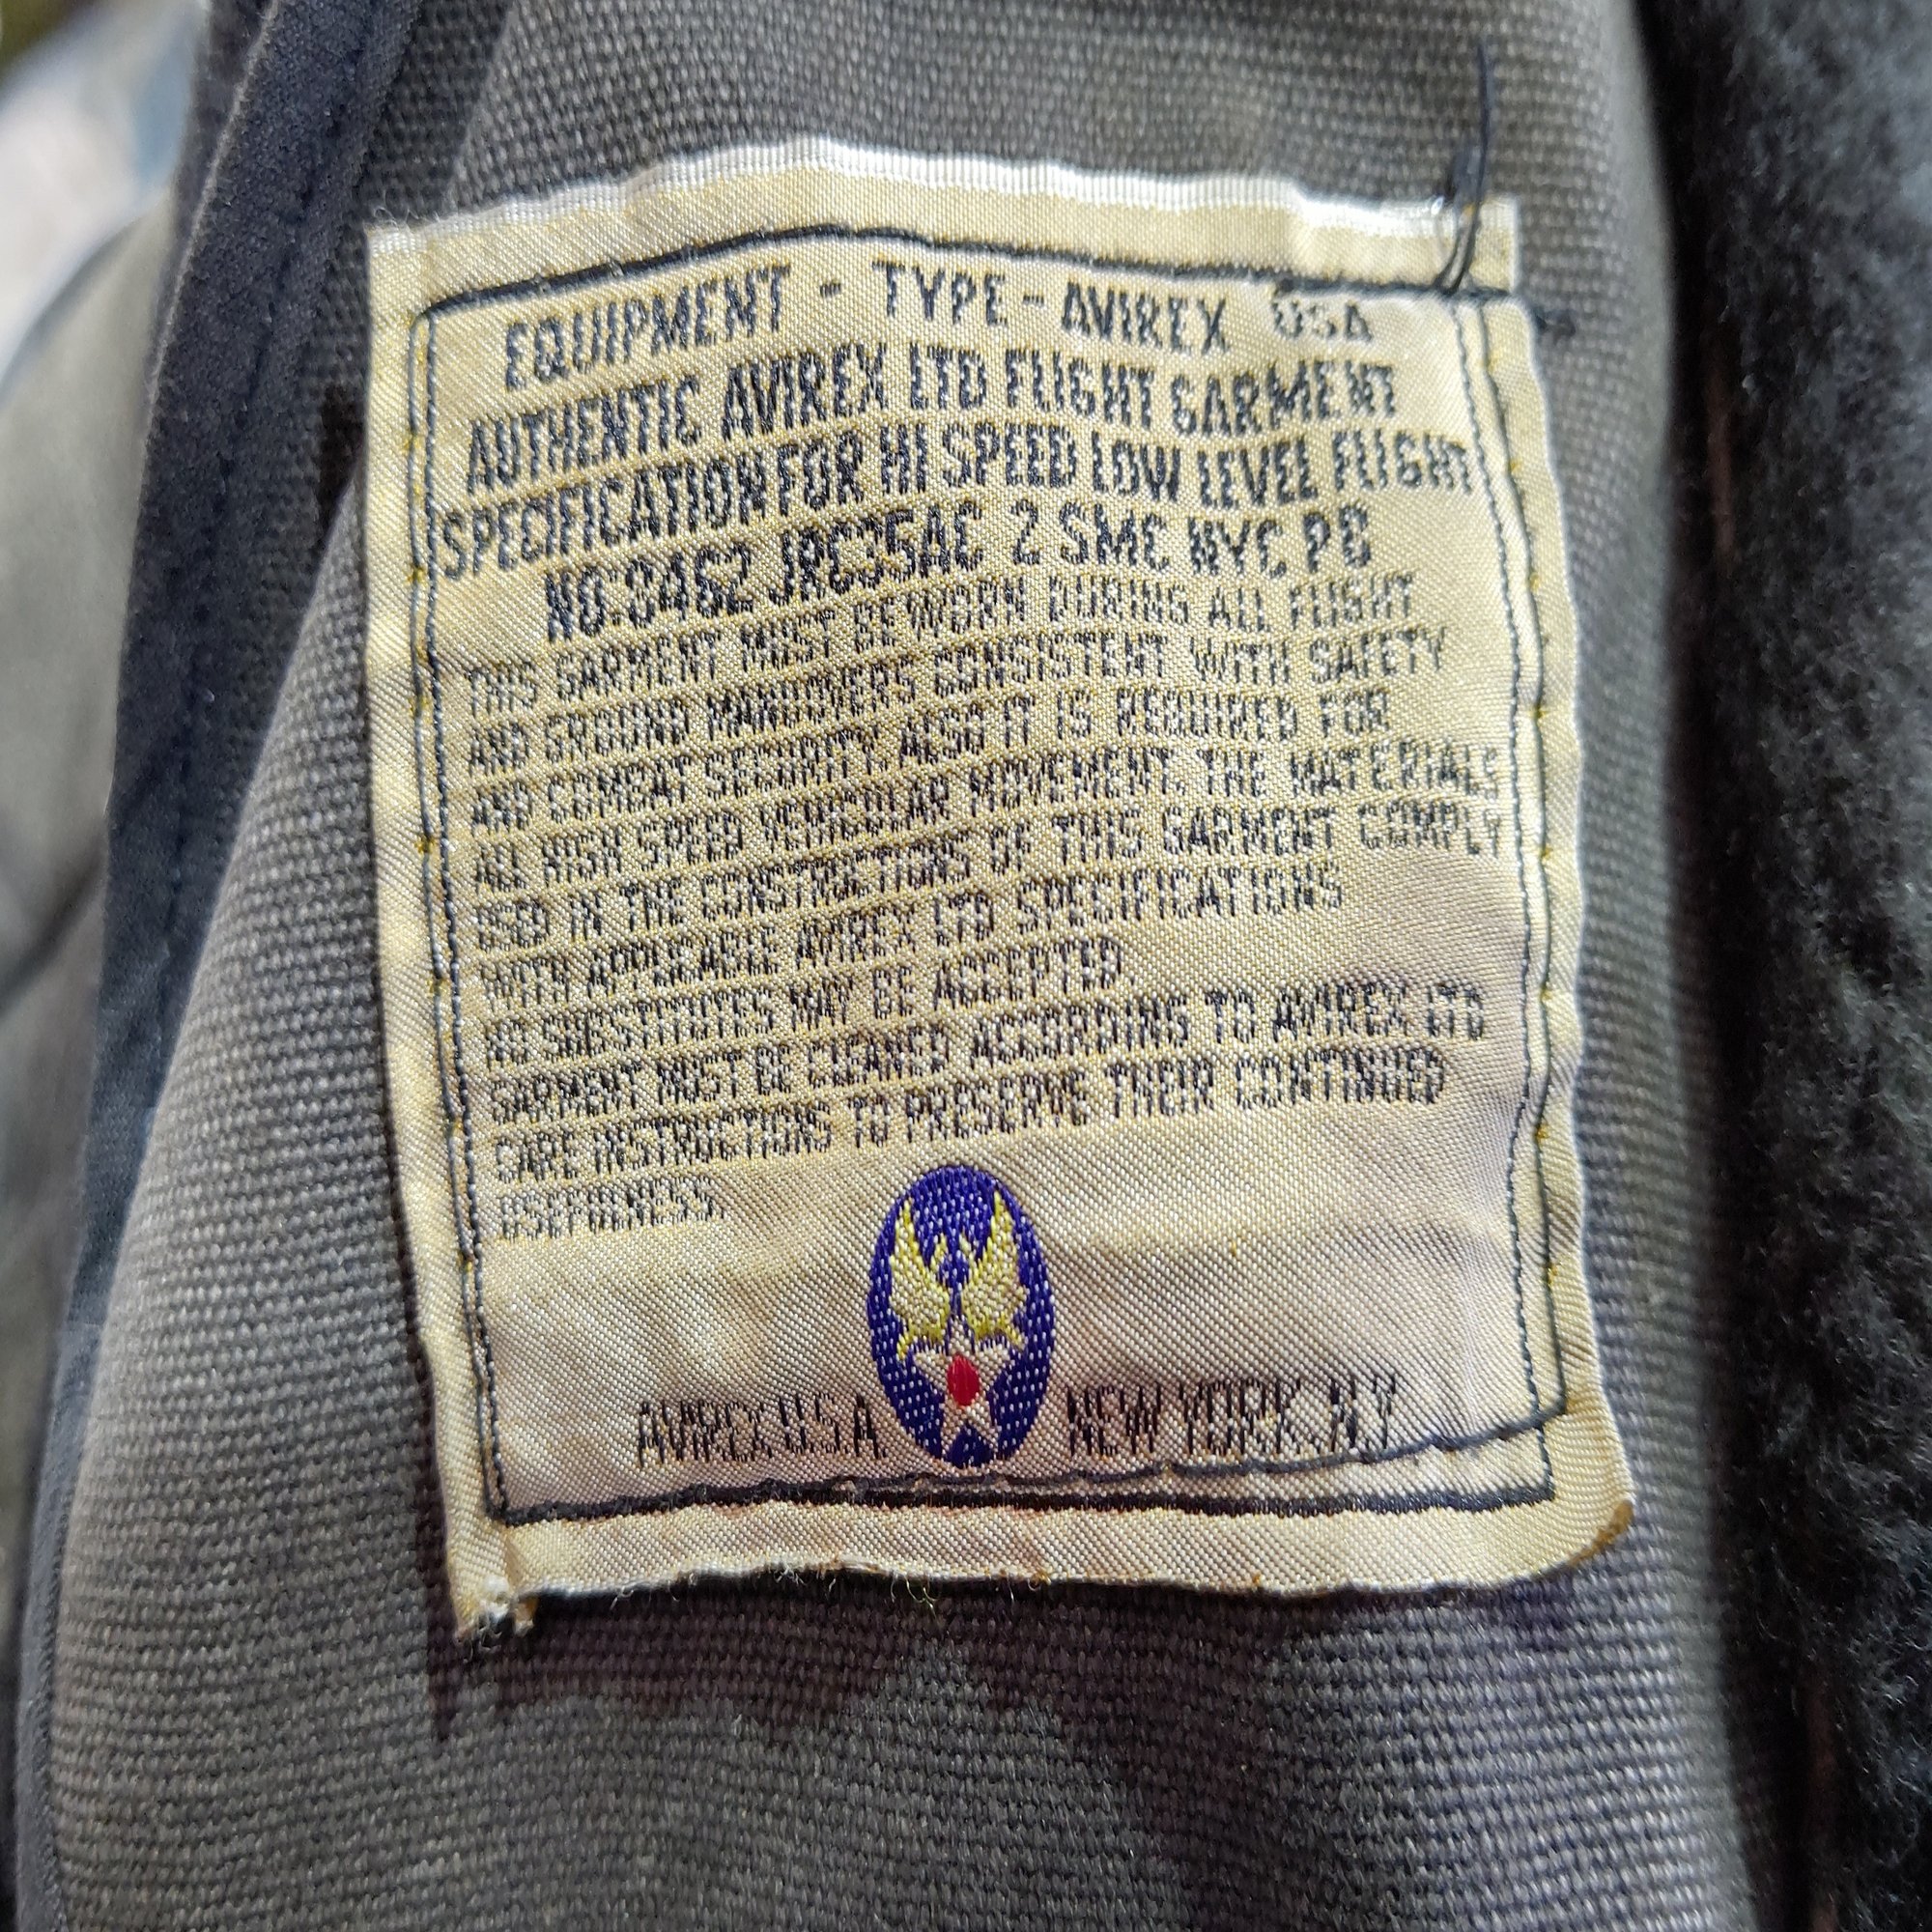 EQUIPMENT - TYPE - AVIREX USA
AUTHENTIC AVIREX LTD FLIGHT GARMENT
SPECIFICATION FOR HI SPEED LOW LEVEL FLIGHT
NO:8462 JRC35AC 2 SMC NYC P8
THIS GARMENT MUST BE WORN DURING ALL FLIGHT
AND GROUND MANUOVERS CONSISTENT WITH SAFETY
AND COMBAT SECURITY. ALSO IT IS REQUIRED FOR
ALL HIGH SPEED VEHICULAR MOVEMENT. THE MATERIALS
USED IN THE CONSTRUCTIONS OF THIS GARMENT COMPLY
WITH APPLICABLE AVIREX LTD SPECIFICATIONS
NO SUBSTITUTES MAY BE ACCEPTED
GARMENT MUST BE CLEANED ACCORDING TO AVIREX LTD
CARE INSTRUCTIONS TO PRESERVE THEIR CONTINUED
USEFULNESS.
AVIREX U.S.A. NEW YORK, N.Y